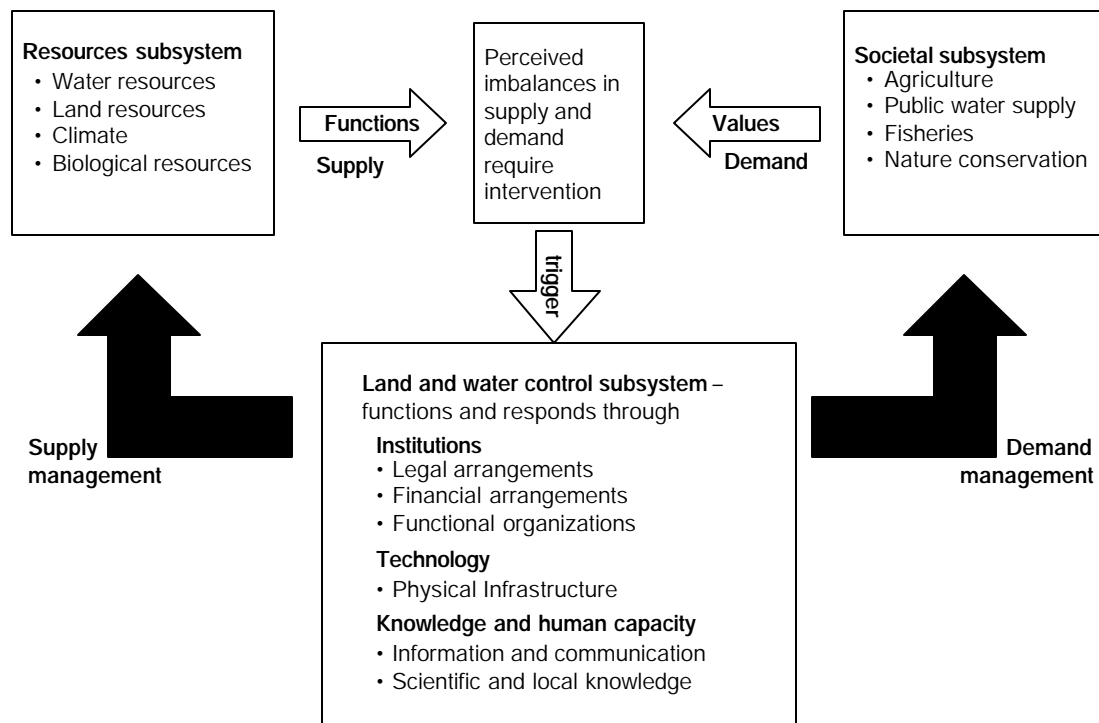 Resources subsystem
• Water resources
• Land resources
• Climate
• Biological resources
Functions
Supply
Perceived
imbalances in
supply and
demand
require
intervention
Values
Demand
Societal subsystem
• Agriculture
• Public water supply
• Fisheries
• Nature conservation
trigger
Supply
management
Land and water control subsystem –
functions and responds through
Institutions
• Legal arrangements
• Financial arrangements
• Functional organizations
Technology
• Physical Infrastructure
Knowledge and human capacity
• Information and communication
• Scientific and local knowledge
Demand
management